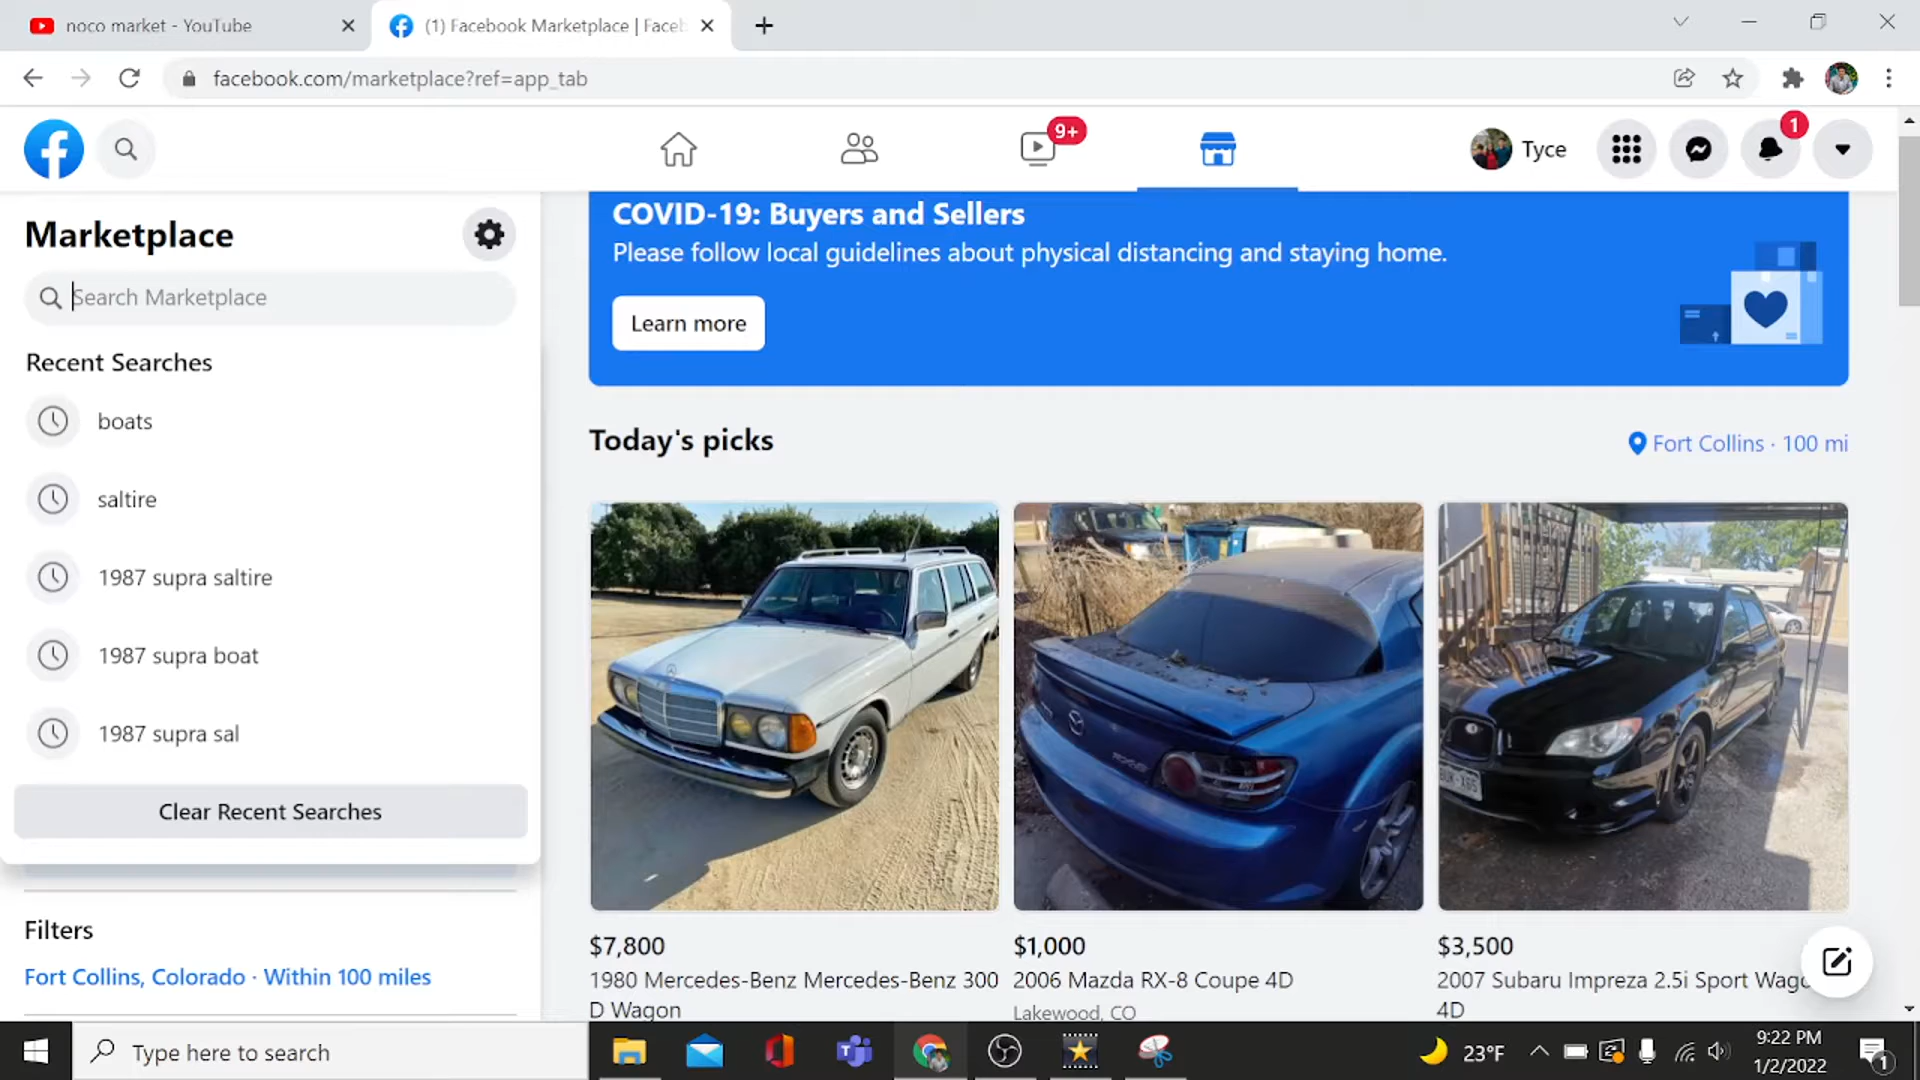 noco market - YouTube
(1) Facebook Marketplace | Faceb
facebook.com/marketplace?ref=app_tab
9+
Tyce
1
Marketplace
Search Marketplace
Recent Searches
boats
saltire
1987 supra saltire
1987 supra boat
1987 supra sal
Clear Recent Searches
Filters
Fort Collins, Colorado · Within 100 miles
COVID-19: Buyers and Sellers
Please follow local guidelines about physical distancing and staying home.
Learn more
Today's picks
Fort Collins · 100 mi
$7,800
1980 Mercedes-Benz Mercedes-Benz 300
D Wagon
$1,000
2006 Mazda RX-8 Coupe 4D
Lakewood, CO
$3,500
2007 Subaru Impreza 2.5i Sport Wago
4D
Type here to search
23°F
9:22 PM
1/2/2022
1